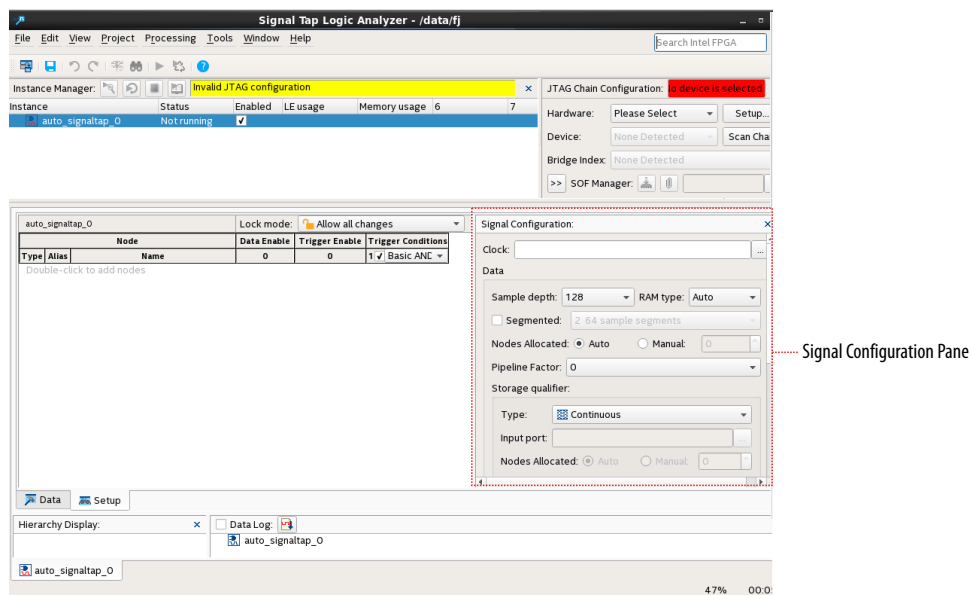 Signal Tap Logic Analyzer - /data/fj
File Edit View Project Processing Tools Window Help
Search Intel FPGA
Instance Manager: Invalid JTAG configuration
JTAG Chain Configuration: No device is selected
Instance Status Enabled LE usage Memory usage 6 7
auto_signaltap_0 Not running
Hardware: Please Select Setup...
Device: None Detected Scan Cha
Bridge Index: None Detected
>> SOF Manager:
auto_signaltap_0 Lock mode: Allow all changes
Node Data Enable Trigger Enable Trigger Conditions
Type Alias Name 0 0 1 Basic AND
Double-click to add nodes
Signal Configuration:
Clock: ...
Data
Sample depth: 128 RAM type: Auto
Segmented: 2 64 sample segments
Nodes Allocated: Auto Manual: 0
Pipeline Factor: 0
Storage qualifier:
Type: Continuous
Input port: ...
Nodes Allocated: Auto Manual: 0
Signal Configuration Pane
Data Setup
Hierarchy Display: Data Log:
auto_signaltap_0
auto_signaltap_0
47% 00:0